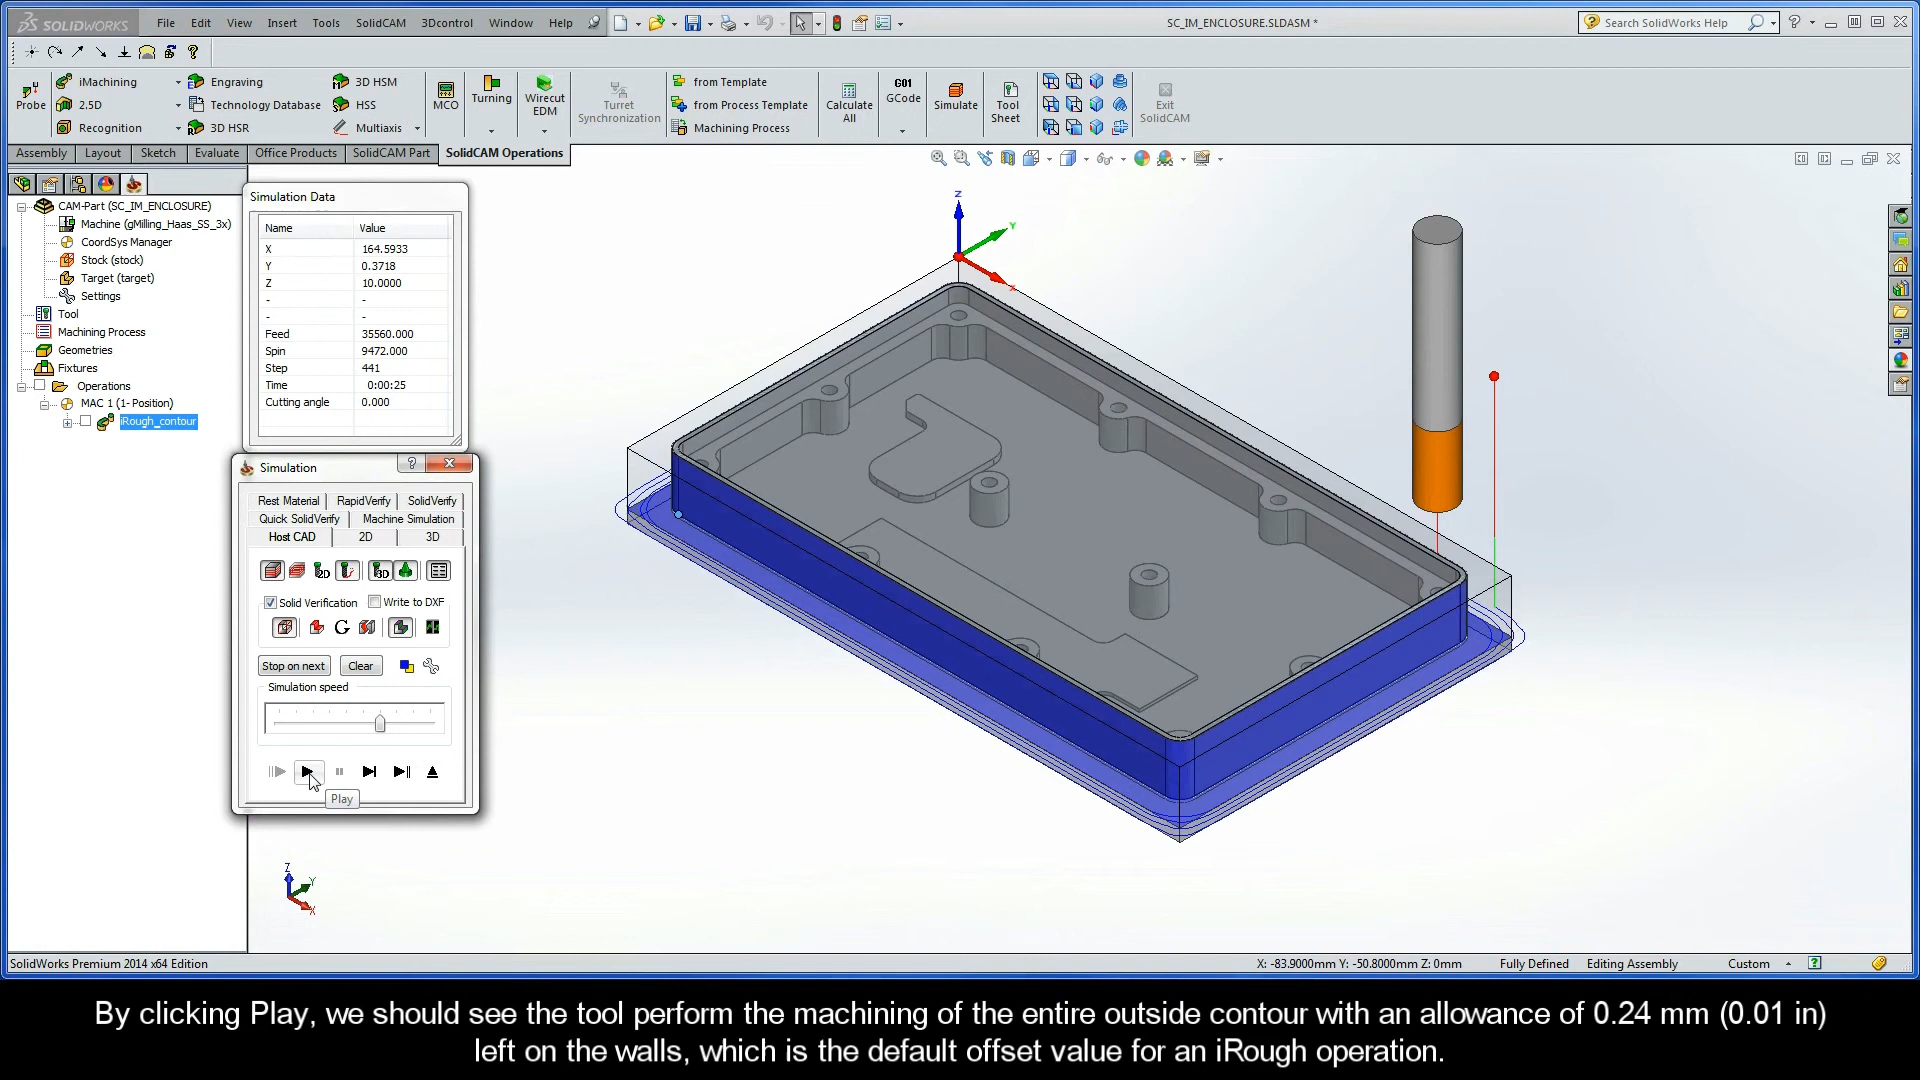 SOLIDWORKS File Edit View Insert Tools SolidCAM 3Dcontrol Window Help SC_IM_ENCLOSURE.SLDASM * Search SolidWorks Help
Probe iMachining Engraving 3D HSM MCO Turning Wirecut EDM Turret Synchronization from Template Calculate All G01 GCode Simulate Tool Sheet Exit SolidCAM
2.5D Technology Database HSS from Process Template
Recognition 3D HSR Multiaxis Machining Process
Assembly Layout Sketch Evaluate Office Products SolidCAM Part SolidCAM Operations
CAM-Part (SC_IM_ENCLOSURE)
Machine (gMilling_Haas_SS_3x)
CoordSys Manager
Stock (stock)
Target (target)
Settings
Tool
Machining Process
Geometries
Fixtures
Operations
MAC 1 (1- Position)
iRough_contour
Simulation Data
Name Value
X 164.5933
Y 0.3718
Z 10.0000
- -
- -
Feed 35560.000
Spin 9472.000
Step 441
Time 0:00:25
Cutting angle 0.000
Simulation ?
Rest Material RapidVerify SolidVerify
Quick SolidVerify Machine Simulation
Host CAD 2D 3D
2D 3D
Solid Verification Write to DXF
G
Stop on next Clear
Simulation speed
Play
Z
Y
X
Z
Y
X
SolidWorks Premium 2014 x64 Edition X: -83.9000mm Y: -50.8000mm Z: 0mm Fully Defined Editing Assembly Custom ?
By clicking Play, we should see the tool perform the machining of the entire outside contour with an allowance of 0.24 mm (0.01 in)
left on the walls, which is the default offset value for an iRough operation.